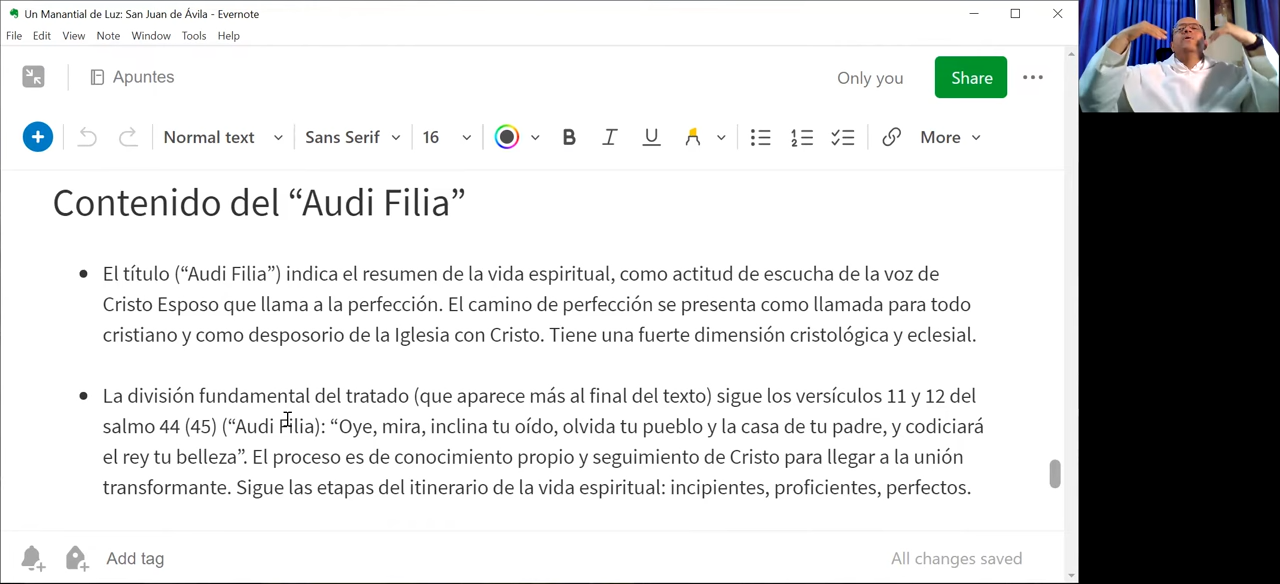 Un Manantial de Luz: San Juan de Ávila - Evernote
File Edit View Note Window Tools Help
Apuntes
Only you
Share
Normal text
Sans Serif
16
B I U
More
Contenido del “Audi Filia”
• El título (“Audi Filia”) indica el resumen de la vida espiritual, como actitud de escucha de la voz de
Cristo Esposo que llama a la perfección. El camino de perfección se presenta como llamada para todo
cristiano y como desposorio de la Iglesia con Cristo. Tiene una fuerte dimensión cristológica y eclesial.
• La división fundamental del tratado (que aparece más al final del texto) sigue los versículos 11 y 12 del
salmo 44 (45) (“Audi Filia): “Oye, mira, inclina tu oído, olvida tu pueblo y la casa de tu padre, y codiciará
el rey tu belleza”. El proceso es de conocimiento propio y seguimiento de Cristo para llegar a la unión
transformante. Sigue las etapas del itinerario de la vida espiritual: incipientes, proficientes, perfectos.
Add tag
All changes saved